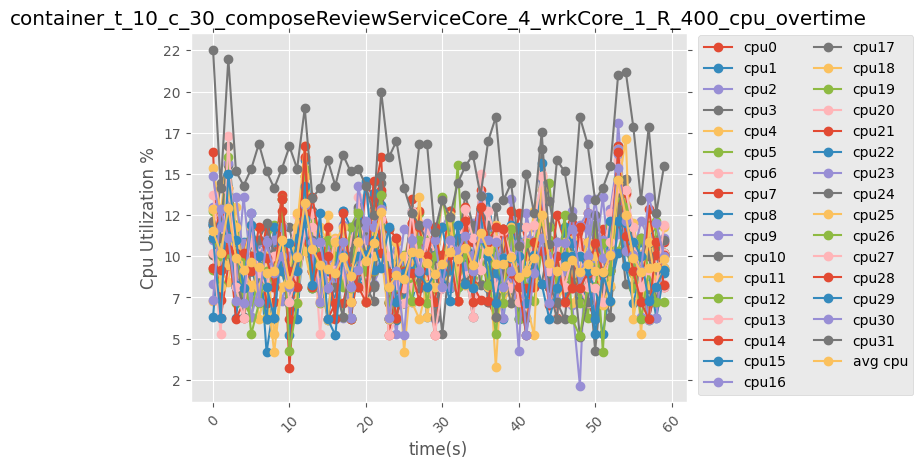 container_t_10_c_30_composeReviewServiceCore_4_wrkCore_1_R_400_cpu_overtime
Cpu Utilization %
22
20
17
15
12
10
7
5
2
0
10
20
30
40
50
60
time(s)
cpu0
cpu1
cpu2
cpu3
cpu4
cpu5
cpu6
cpu7
cpu8
cpu9
cpu10
cpu11
cpu12
cpu13
cpu14
cpu15
cpu16
cpu17
cpu18
cpu19
cpu20
cpu21
cpu22
cpu23
cpu24
cpu25
cpu26
cpu27
cpu28
cpu29
cpu30
cpu31
avg cpu